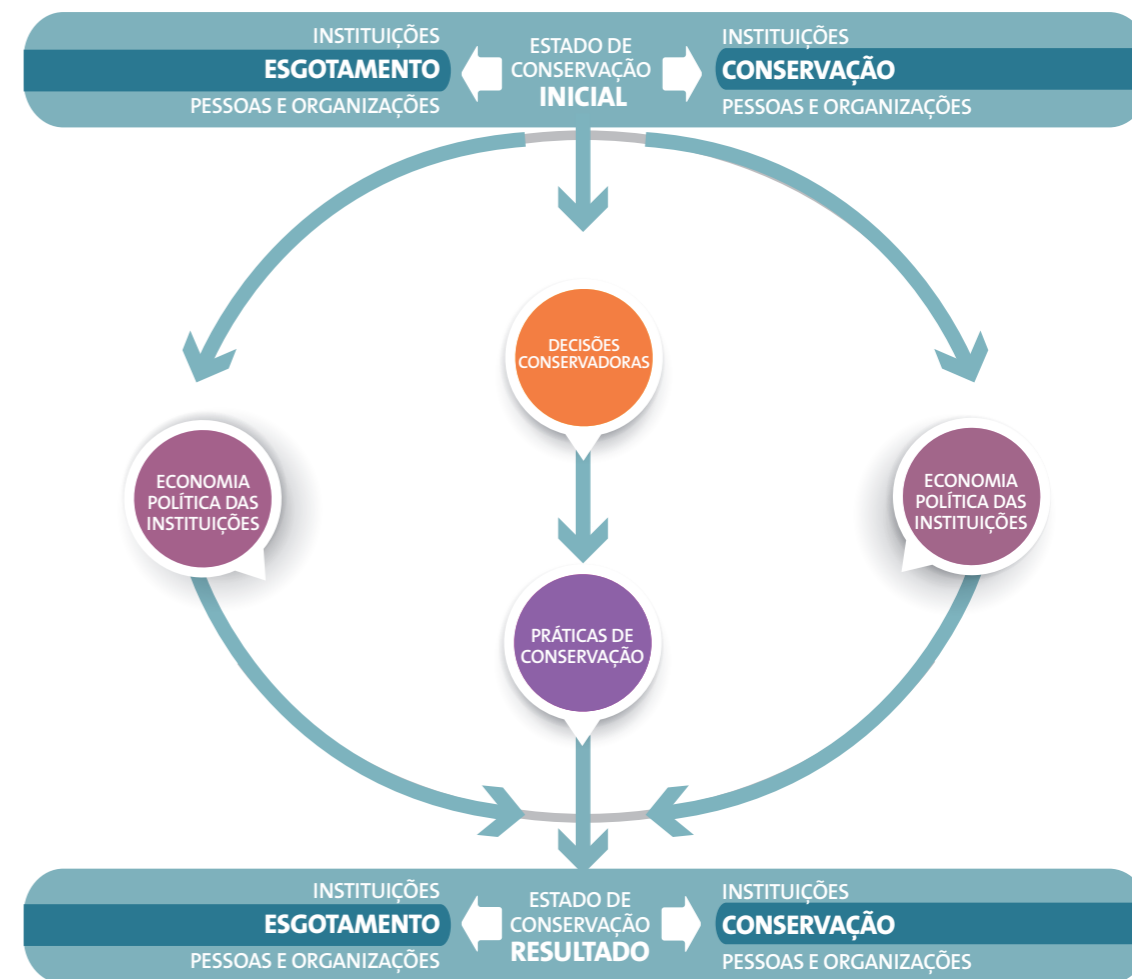 INSTITUIÇÕES
ESGOTAMENTO
PESSOAS E ORGANIZAÇÕES
ESTADO DE
CONSERVAÇÃO
INICIAL
INSTITUIÇÕES
CONSERVAÇÃO
PESSOAS E ORGANIZAÇÕES
DECISÕES
CONSERVADORAS
ECONOMIA
POLÍTICA DAS
INSTITUIÇÕES
ECONOMIA
POLÍTICA DAS
INSTITUIÇÕES
PRÁTICAS DE
CONSERVAÇÃO
INSTITUIÇÕES
ESGOTAMENTO
PESSOAS E ORGANIZAÇÕES
ESTADO DE
CONSERVAÇÃO
RESULTADO
INSTITUIÇÕES
CONSERVAÇÃO
PESSOAS E ORGANIZAÇÕES